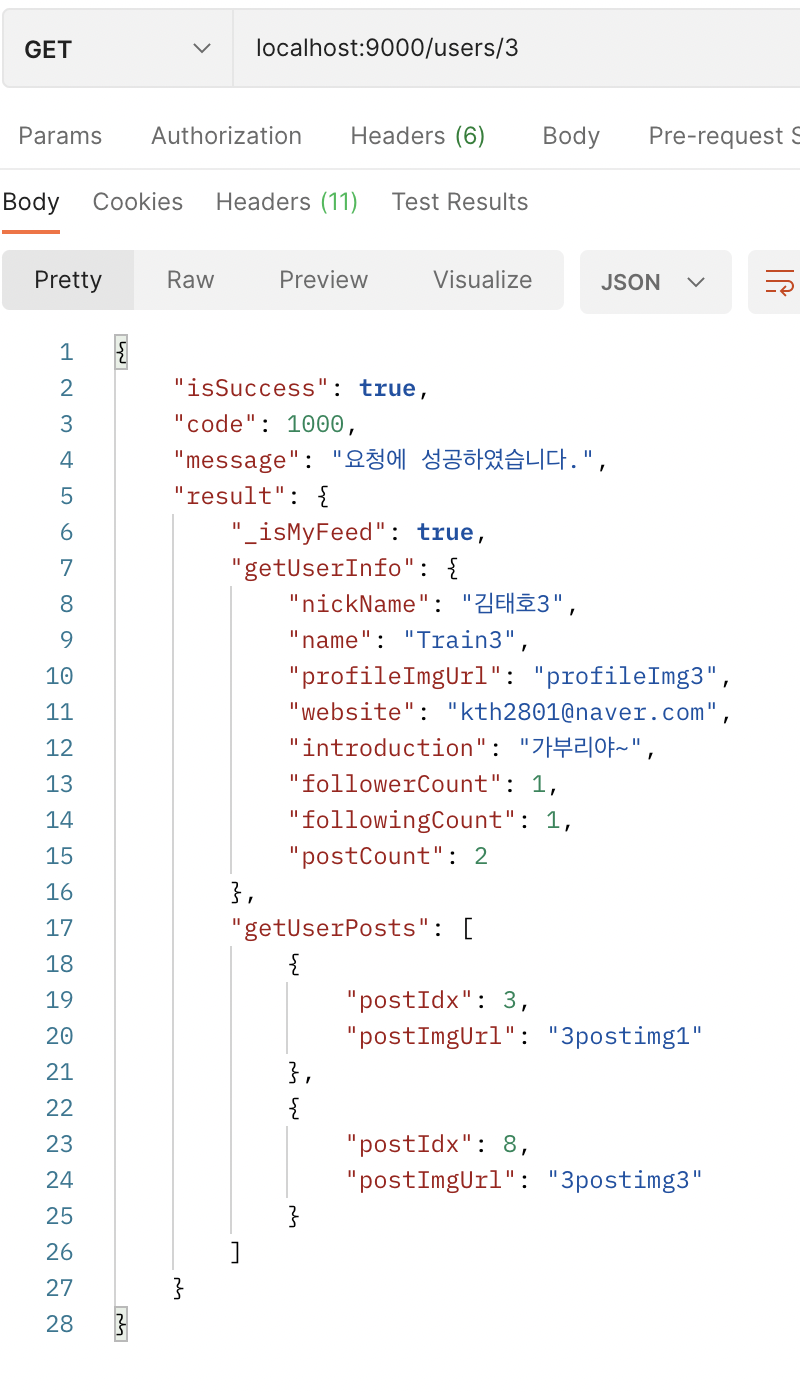 GET localhost:9000/users/3
Params Authorization Headers (6) Body Pre-request S
Body Cookies Headers (11) Test Results
Pretty Raw Preview Visualize JSON
1 {
2 "isSuccess": true,
3 "code": 1000,
4 "message": "요청에 성공하였습니다.",
5 "result": {
6 "_isMyFeed": true,
7 "getUserInfo": {
8 "nickName": "김태호3",
9 "name": "Train3",
10 "profileImgUrl": "profileImg3",
11 "website": "kth2801@naver.com",
12 "introduction": "가부리야~",
13 "followerCount": 1,
14 "followingCount": 1,
15 "postCount": 2
16 },
17 "getUserPosts": [
18 {
19 "postIdx": 3,
20 "postImgUrl": "3postimg1"
21 },
22 {
23 "postIdx": 8,
24 "postImgUrl": "3postimg3"
25 }
26 ]
27 }
28 }